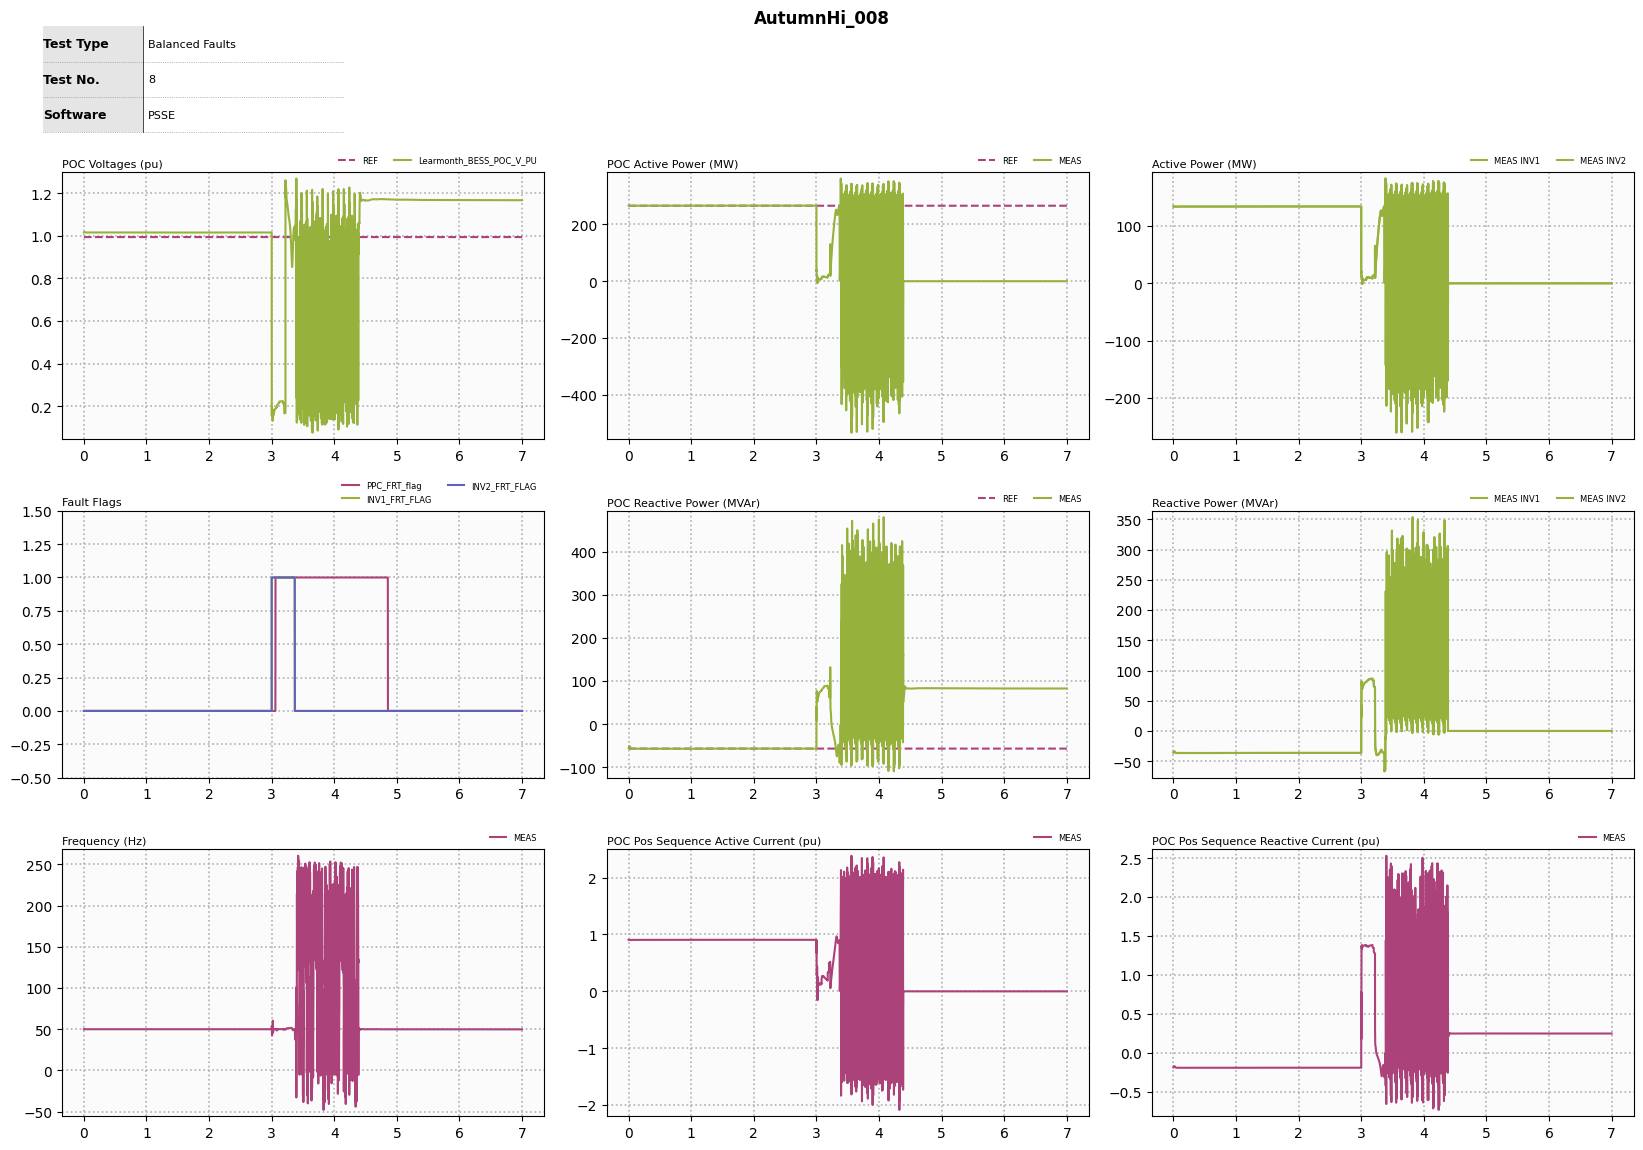 AutumnHi_008
Test Type Balanced Faults
Test No. 8
Software PSSE
POC Voltages (pu) REF Learmonth_BESS_POC_V_PU
1.2
1.0
0.8
0.6
0.4
0.2
0 1 2 3 4 5 6 7
POC Active Power (MW) REF MEAS
200
0
−200
−400
0 1 2 3 4 5 6 7
Active Power (MW) MEAS INV1 MEAS INV2
100
0
−100
−200
0 1 2 3 4 5 6 7
Fault Flags PPC_FRT_flag INV2_FRT_FLAG
INV1_FRT_FLAG
1.50
1.25
1.00
0.75
0.50
0.25
0.00
−0.25
−0.50
0 1 2 3 4 5 6 7
POC Reactive Power (MVAr) REF MEAS
400
300
200
100
0
−100
0 1 2 3 4 5 6 7
Reactive Power (MVAr) MEAS INV1 MEAS INV2
350
300
250
200
150
100
50
0
−50
0 1 2 3 4 5 6 7
Frequency (Hz) MEAS
250
200
150
100
50
0
−50
0 1 2 3 4 5 6 7
POC Pos Sequence Active Current (pu) MEAS
2
1
0
−1
−2
0 1 2 3 4 5 6 7
POC Pos Sequence Reactive Current (pu) MEAS
2.5
2.0
1.5
1.0
0.5
0.0
−0.5
0 1 2 3 4 5 6 7